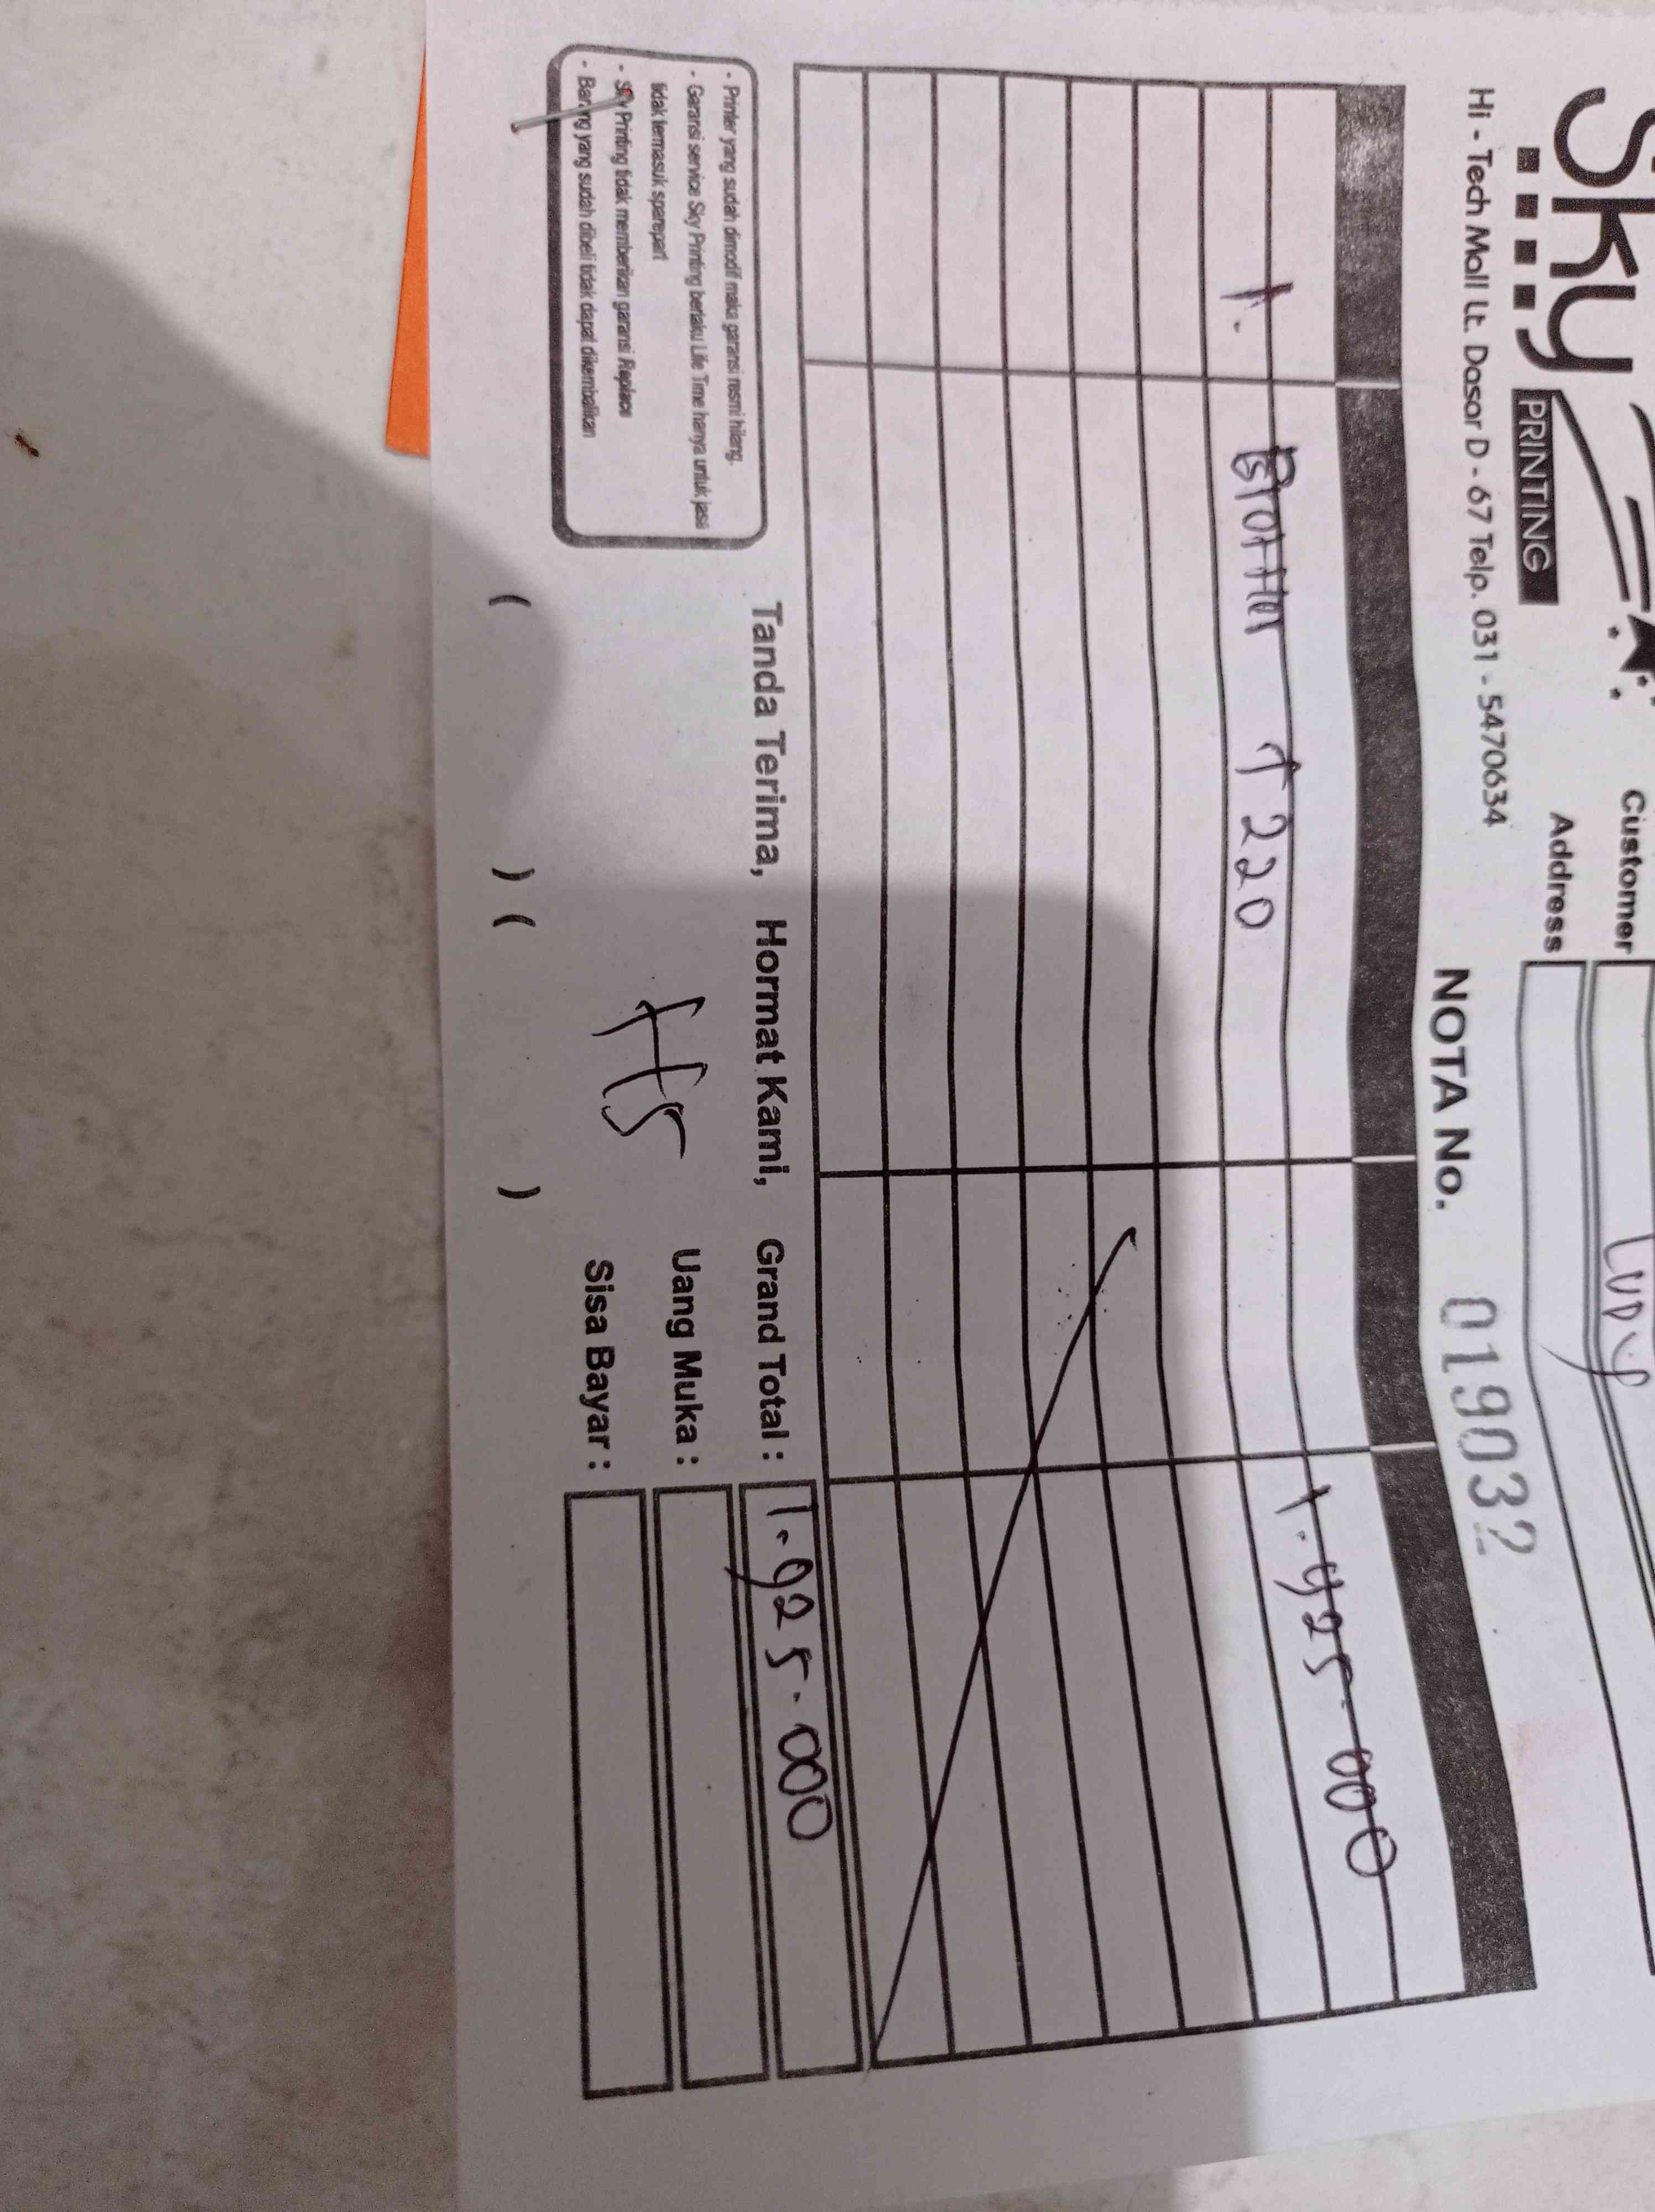 Sky
PRINTING
Hi - Tech Mall Lt. Dasar D - 67 Telp. 031 - 5470634
Customer LUDY
Address
NOTA No. 019032
1. BrotHer T 220 1.925.000
Grand Total : 1.925.000
Uang Muka :
Sisa Bayar :
Tanda Terima, Hormat Kami,
( ) ( )
- Printer yang sudah dimodif maka garansi resmi hilang.
- Garansi service Sky Printing berlaku Life Time hanya untuk jasa
tidak termasuk sparepart
- Sky Printing tidak memberikan garansi Replace
- Barang yang sudah dibeli tidak dapat dikembalikan